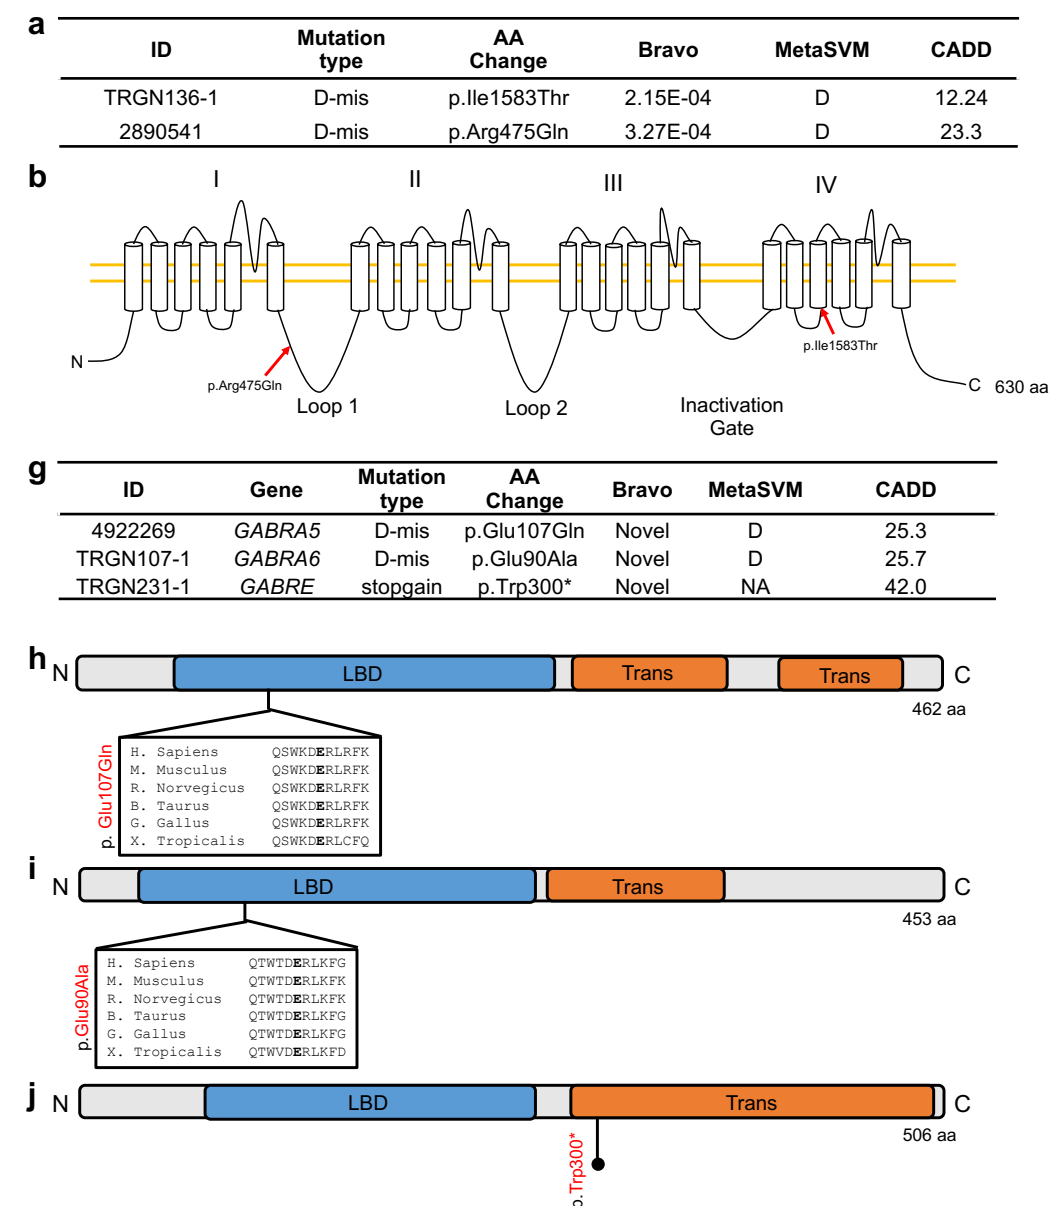 a
ID Mutation type AA Change Bravo MetaSVM CADD
TRGN136-1 D-mis p.Ile1583Thr 2.15E-04 D 12.24
2890541 D-mis p.Arg475Gln 3.27E-04 D 23.3
b
I II III IV
N
p.Arg475Gln
p.Ile1583Thr
C 630 aa
Loop 1
Loop 2
Inactivation
Gate
g
ID Gene Mutation type AA Change Bravo MetaSVM CADD
4922269 GABRA5 D-mis p.Glu107Gln Novel D 25.3
TRGN107-1 GABRA6 D-mis p.Glu90Ala Novel D 25.7
TRGN231-1 GABRE stopgain p.Trp300* Novel NA 42.0
h
N LBD Trans Trans C
462 aa
p. Glu107Gln
H. Sapiens QSWKDERLRFK
M. Musculus QSWKDERLRFK
R. Norvegicus QSWKDERLRFK
B. Taurus QSWKDERLRFK
G. Gallus QSWKDERLRFK
X. Tropicalis QSWKDERLCFQ
i
N LBD Trans C
453 aa
p.Glu90Ala
H. Sapiens QTWTDERLKFG
M. Musculus QTWTDERLKFK
R. Norvegicus QTWTDERLKFK
B. Taurus QTWTDERLKFG
G. Gallus QTWTDERLKFG
X. Tropicalis QTWVDERLKFD
j
N LBD Trans C
506 aa
p.Trp300*